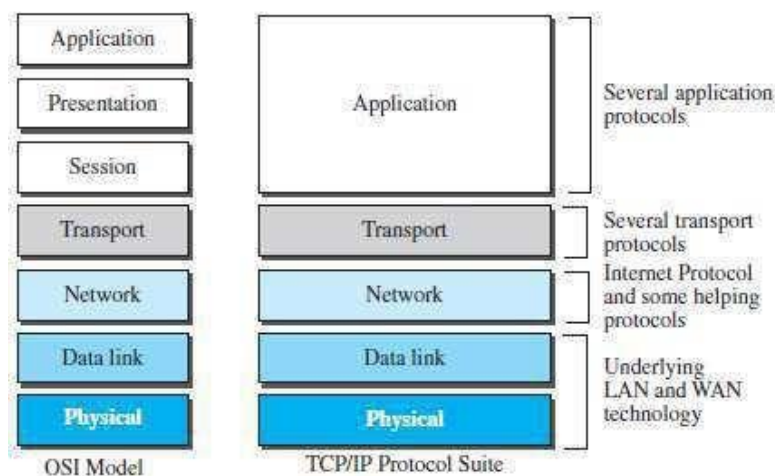 Application
Presentation
Session
Transport
Network
Data link
Physical
OSI Model
Application
Transport
Network
Data link
Physical
TCP/IP Protocol Suite
Several application
protocols
Several transport
protocols
Internet Protocol
and some helping
protocols
Underlying
LAN and WAN
technology